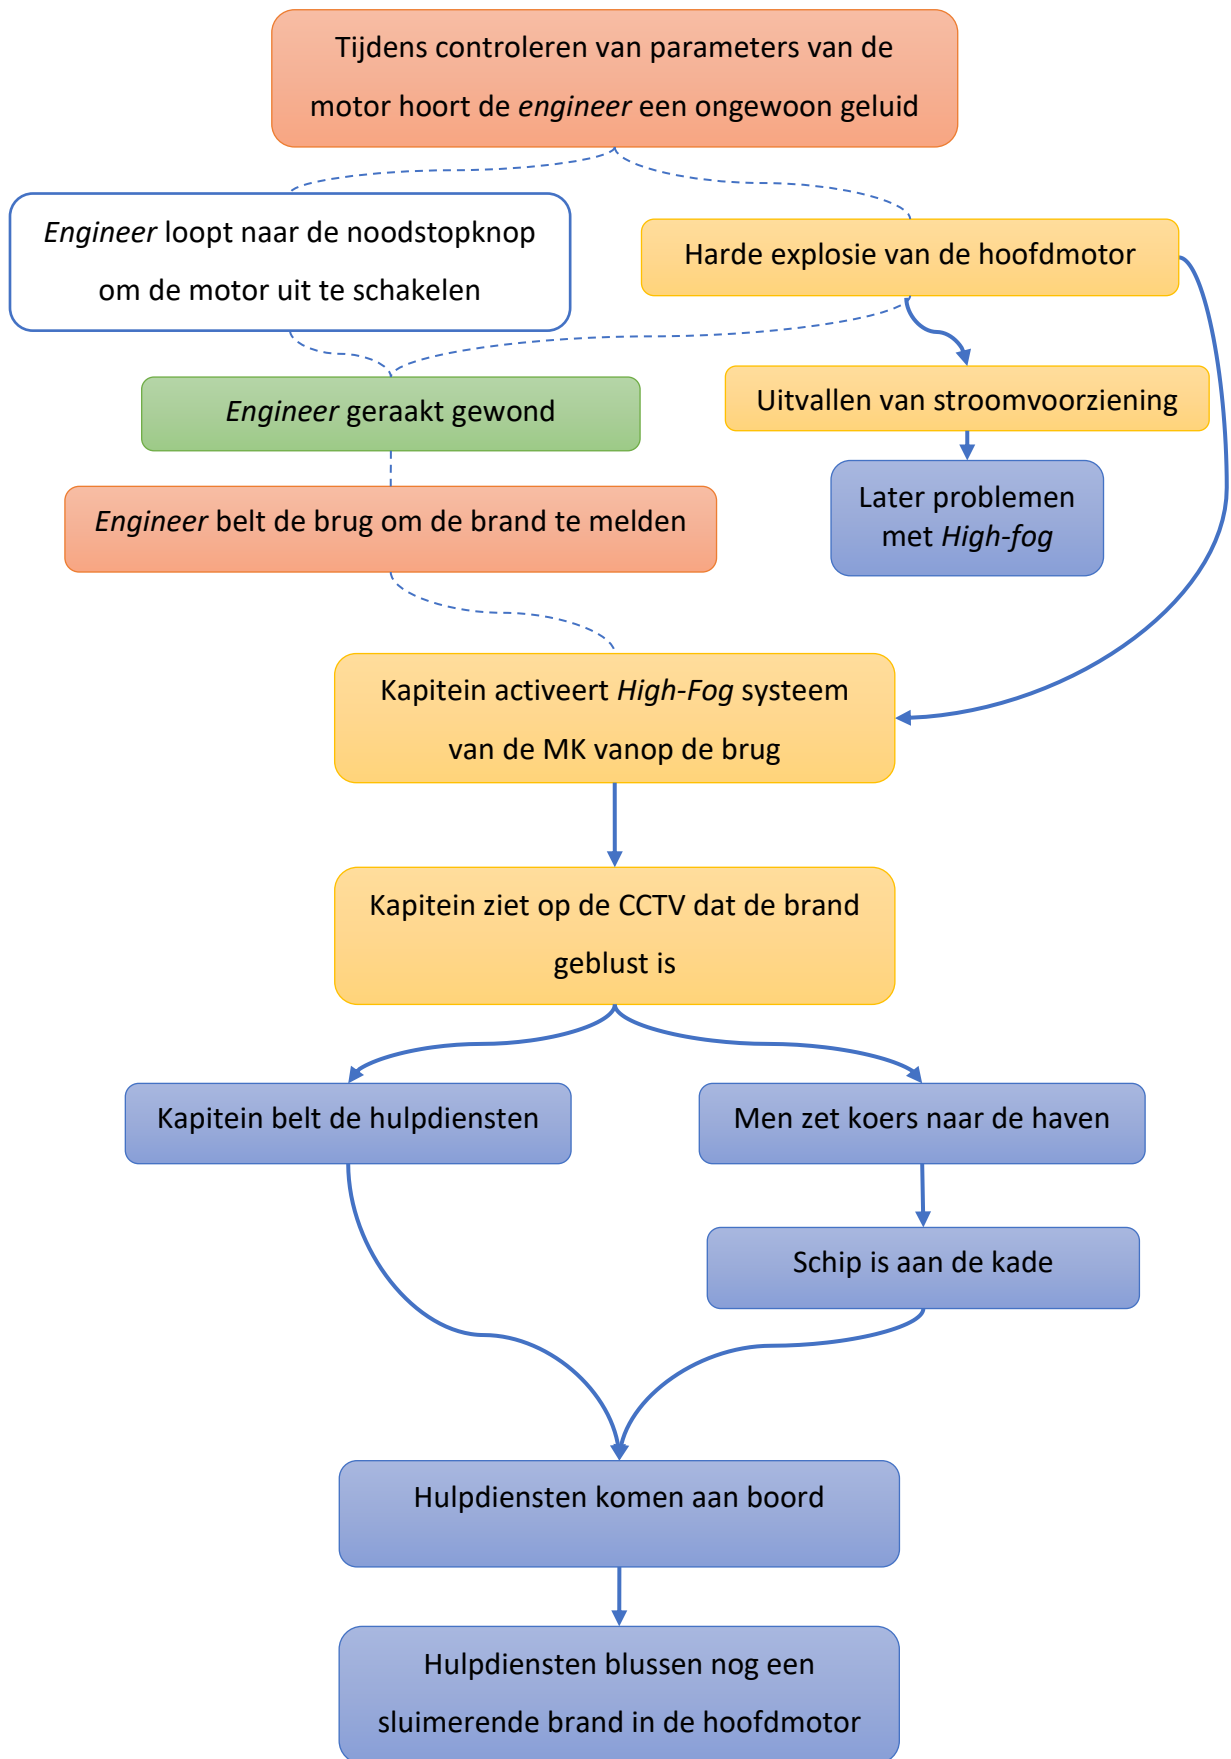 Tijdens controleren van parameters van de
motor hoort de engineer een ongewoon geluid
Engineer loopt naar de noodstopknop
om de motor uit te schakelen
Harde explosie van de hoofdmotor
Engineer geraakt gewond
Uitvallen van stroomvoorziening
Later problemen
met High-fog
Engineer belt de brug om de brand te melden
Kapitein activeert High-Fog systeem
van de MK vanop de brug
Kapitein ziet op de CCTV dat de brand
geblust is
Kapitein belt de hulpdiensten
Men zet koers naar de haven
Schip is aan de kade
Hulpdiensten komen aan boord
Hulpdiensten blussen nog een
sluimerende brand in de hoofdmotor